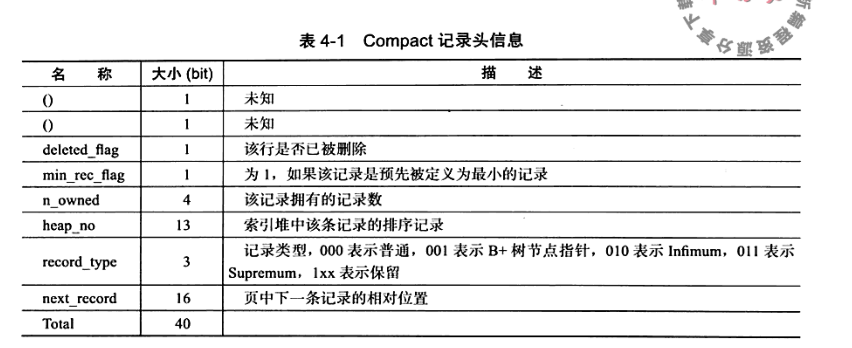 表 4-1 Compact 记录头信息
名 称 大小 (bit) 描 述
() 1 未知
() 1 未知
deleted_flag 1 该行是否已被删除
min_rec_flag 1 为 1，如果该记录是预先被定义为最小的记录
n_owned 4 该记录拥有的记录数
heap_no 13 索引堆中该条记录的排序记录
record_type 3 记录类型，000 表示普通，001 表示 B+ 树节点指针，010 表示 Infimum，011 表示
Supremum，1xx 表示保留
next_record 16 页中下一条记录的相对位置
Total 40